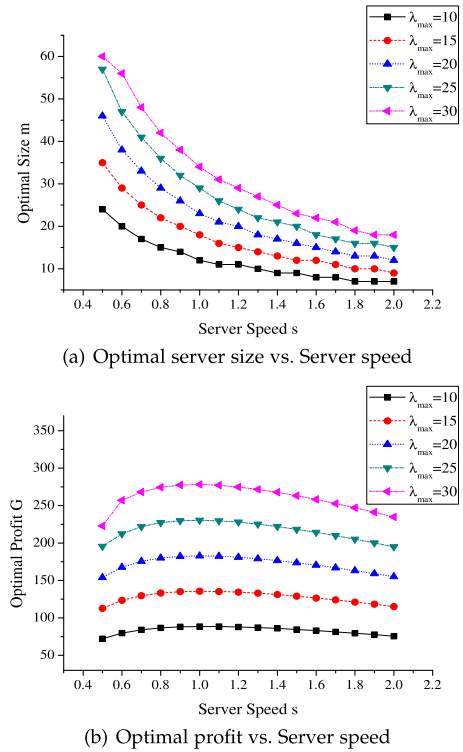 λmax=10
λmax=15
λmax=20
λmax=25
λmax=30
60
50
40
30
20
10
Optimal Size m
0.4 0.6 0.8 1.0 1.2 1.4 1.6 1.8 2.0 2.2
Server Speed s
(a) Optimal server size vs. Server speed
λmax=10
λmax=15
λmax=20
λmax=25
λmax=30
350
300
250
200
150
100
50
Optimal Profit G
0.4 0.6 0.8 1.0 1.2 1.4 1.6 1.8 2.0 2.2
Server Speed s
(b) Optimal profit vs. Server speed